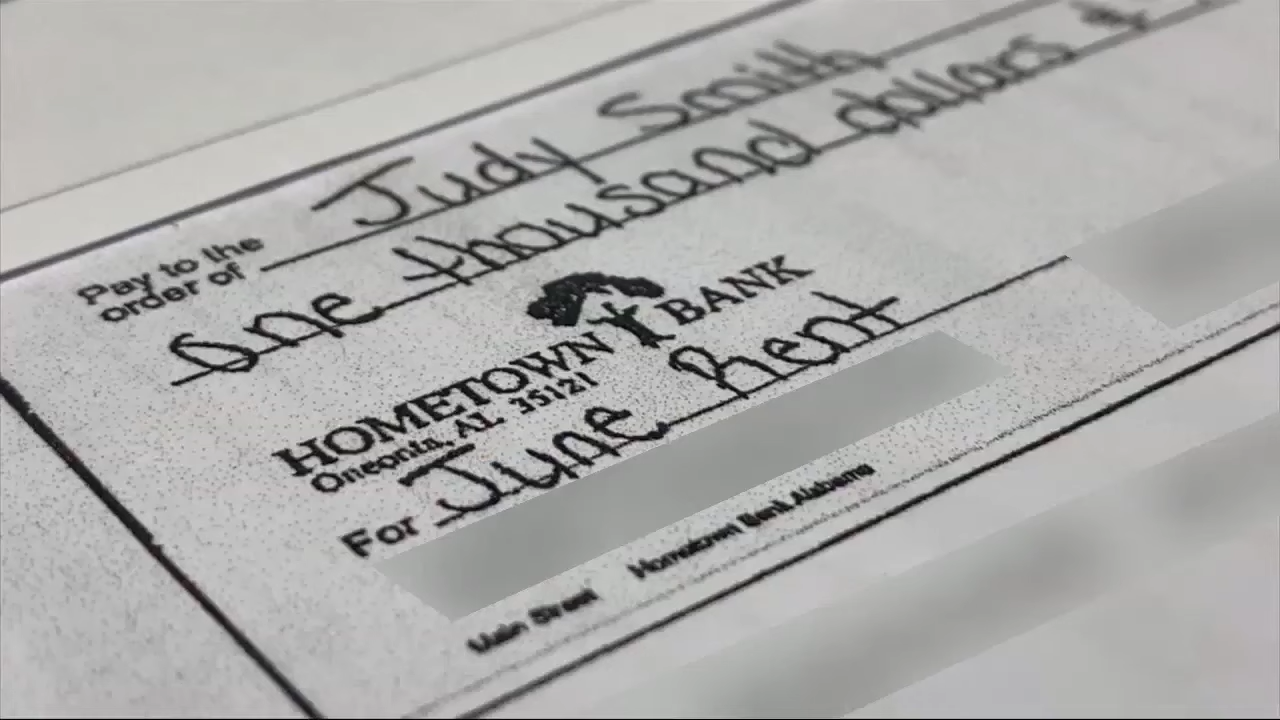 Pay to the
order of Judy Smith
One thousand dollars &
HOMETOWN BANK
Oneonta, AL 35121
For June Rent
Main Street Hometown Bank Alabama